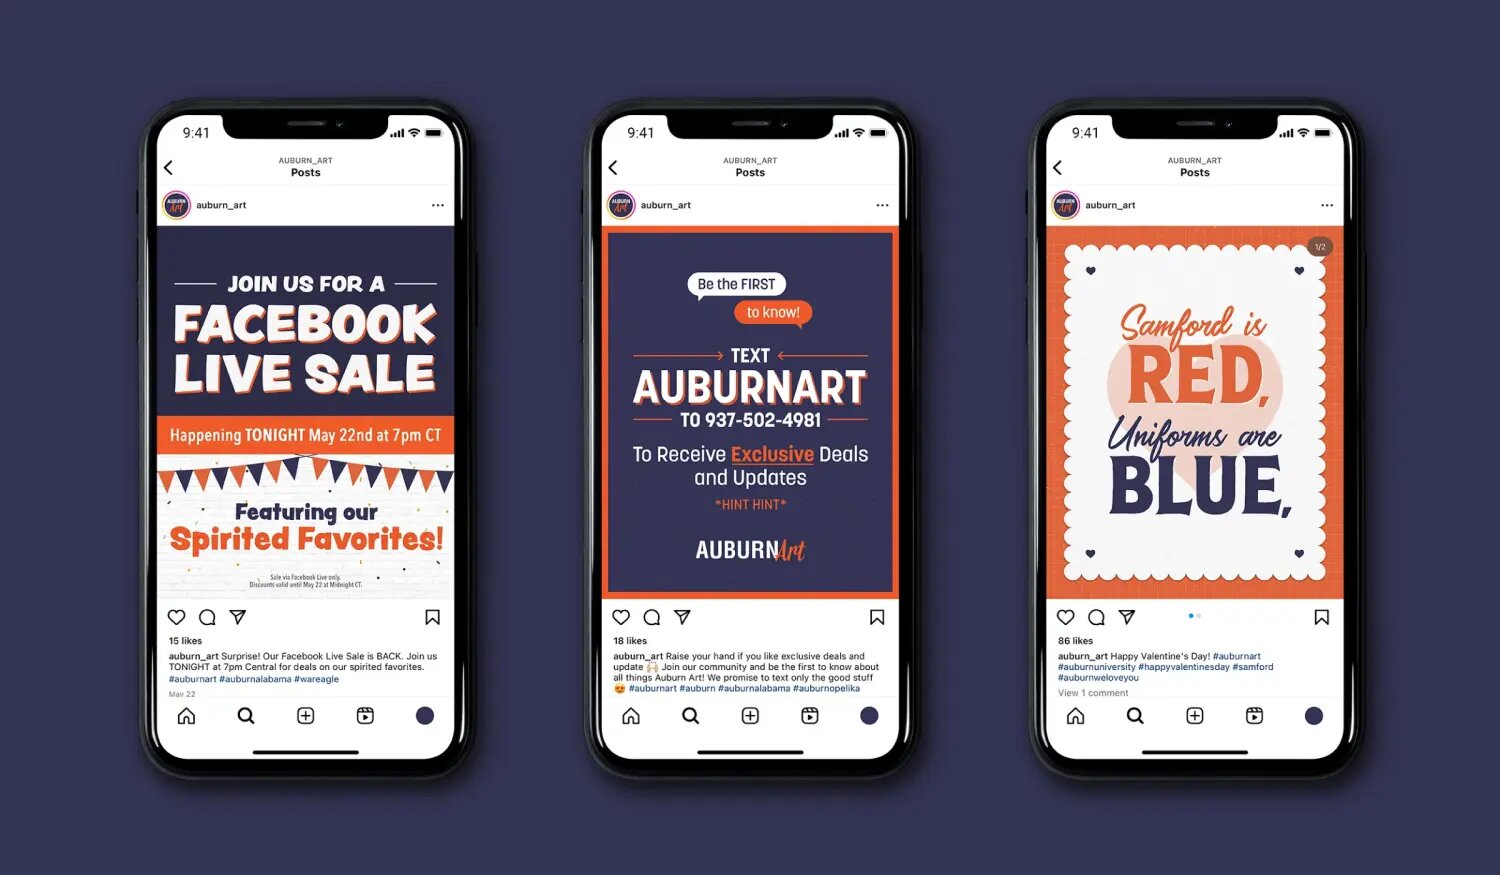 9:41
AUBURN_ART
Posts
AUBURN
Art
auburn_art
JOIN US FOR A
FACEBOOK
LIVE SALE
Happening TONIGHT May 22nd at 7pm CT
Featuring our
Spirited Favorites!
Sale via Facebook Live only.
Discounts valid until May 22 at Midnight CT.
15 likes
auburn_art Surprise! Our Facebook Live Sale is BACK. Join us
TONIGHT at 7pm Central for deals on our spirited favorites.
#auburnart #auburnalabama #wareagle
May 22
9:41
AUBURN_ART
Posts
AUBURN
Art
auburn_art
Be the FIRST
to know!
TEXT
AUBURNART
TO 937-502-4981
To Receive Exclusive Deals
and Updates
*HINT HINT*
AUBURNArt
18 likes
auburn_art Raise your hand if you like exclusive deals and
update 🙌🏻 Join our community and be the first to know about
all things Auburn Art! We promise to text only the good stuff
😍 #auburnart #auburn #auburnalabama #auburnopelika
9:41
AUBURN_ART
Posts
AUBURN
Art
auburn_art
1/2
Samford is
RED,
Uniforms are
BLUE,
86 likes
auburn_art Happy Valentine's Day! #auburnart
#auburnuniversity #happyvalentinesday #samford
#auburnweloveyou
View 1 comment